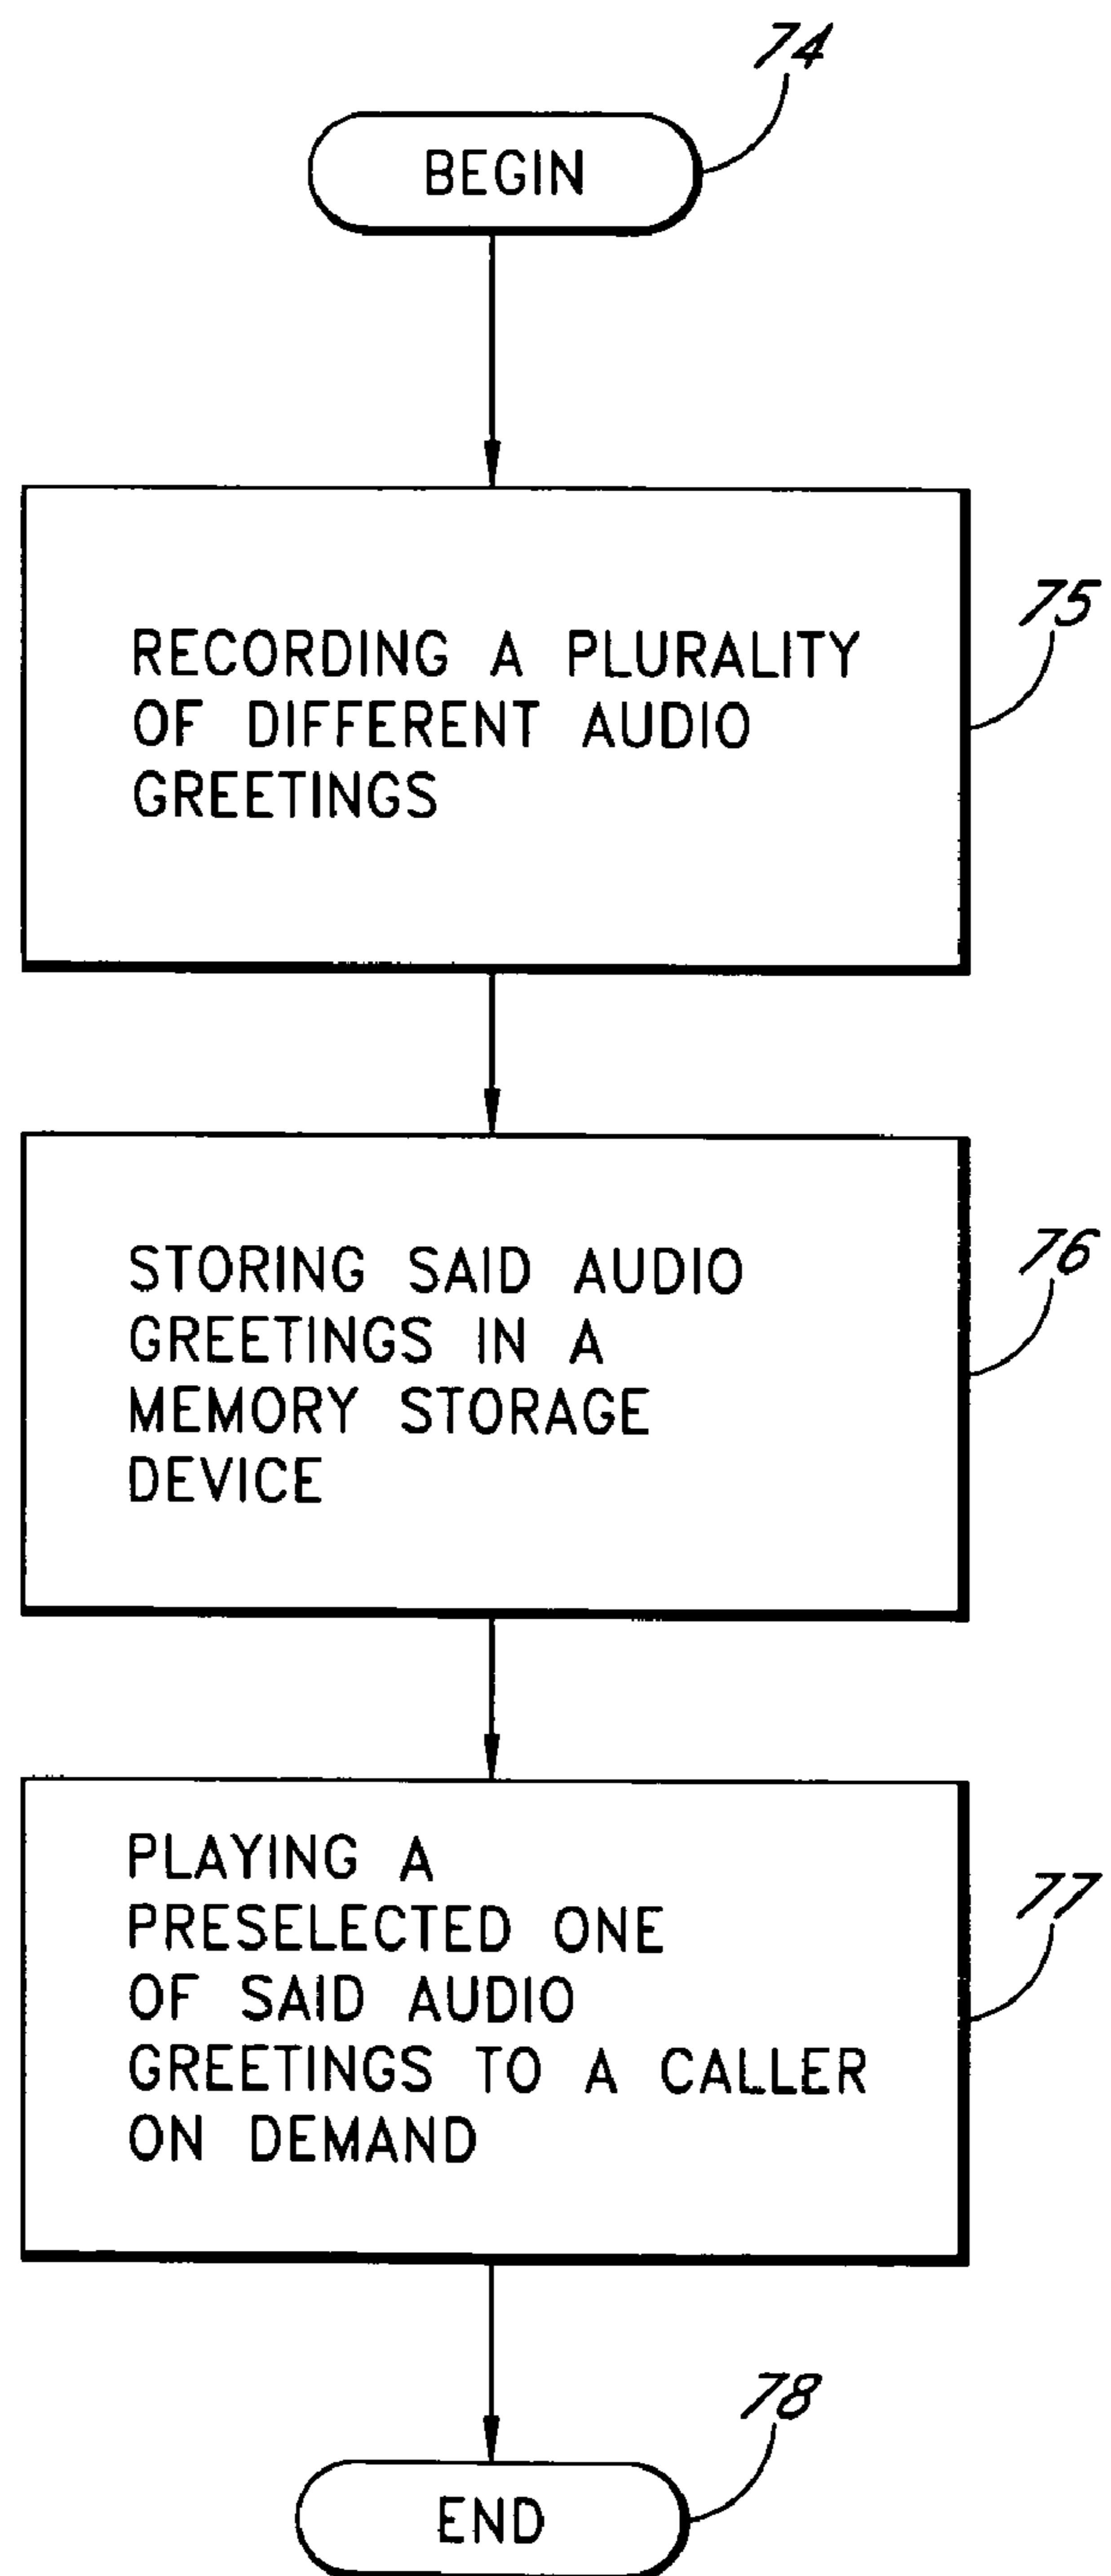 74
BEGIN
75
RECORDING A PLURALITY
OF DIFFERENT AUDIO
GREETINGS
76
STORING SAID AUDIO
GREETINGS IN A
MEMORY STORAGE
DEVICE
77
PLAYING A
PRESELECTED ONE
OF SAID AUDIO
GREETINGS TO A CALLER
ON DEMAND
78
END